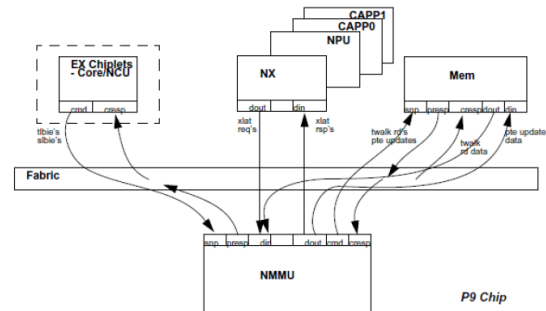 CAPP1
CAPP0
NPU
EX Chiplets
- Core/NCU
NX
Mem
cmd cresp
dout din
snp presp cresp dout din
tlbie's
slbie's
xlat
req's
xlat
rsp's
twalk rd's
pte updates
twalk
rd data
pte update
data
Fabric
snp presp din dout cmd cresp
NMMU
P9 Chip